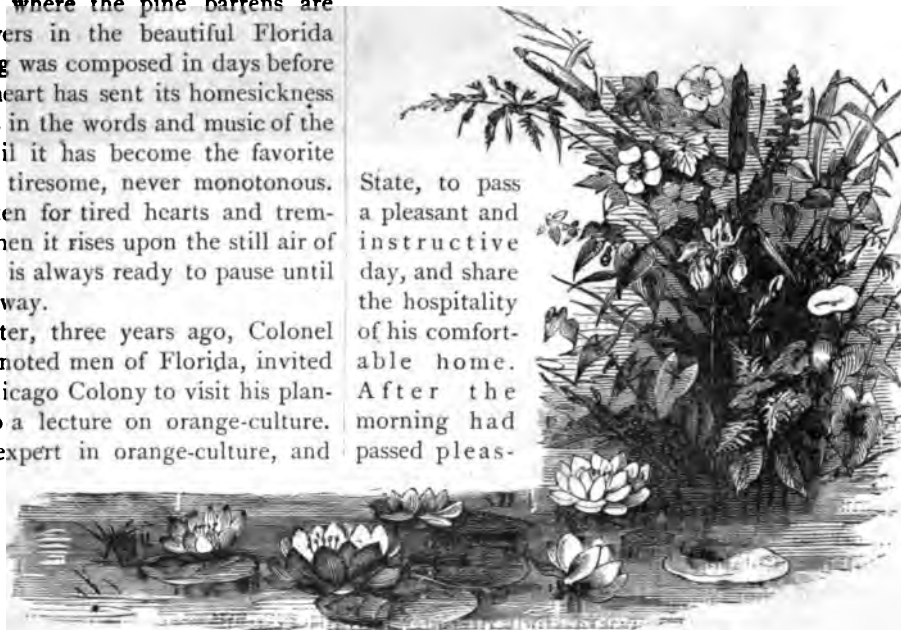 where the pine barrens are
ers in the beautiful Florida
g was composed in days before
heart has sent its homesickness
in the words and music of the
il it has become the favorite
tiresome, never monotonous.
en for tired hearts and trem-
hen it rises upon the still air of
is always ready to pause until
way.
ter, three years ago, Colonel
noted men of Florida, invited
icago Colony to visit his plan-
a lecture on orange-culture.
expert in orange-culture, and
State, to pass
a pleasant and
instructive
day, and share
the hospitality
of his comfort-
able home.
After the
morning had
passed pleas-